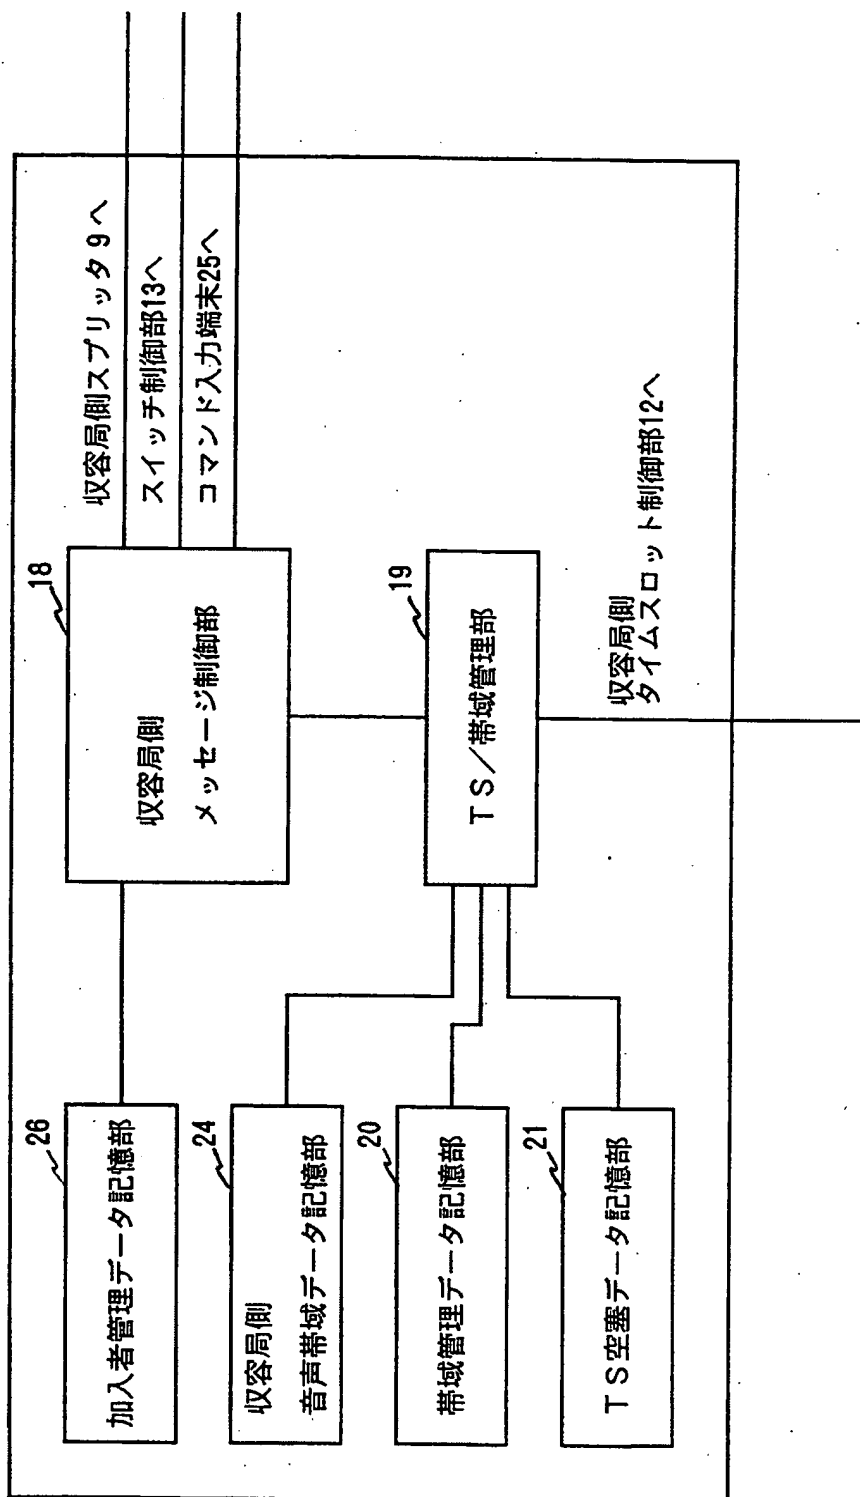 収容局側スプリッタ9へ
スイッチ制御部13へ
コマンド入力端末25へ
18
収容局側
メッセージ制御部
19
TS／帯域管理部
収容局側
タイムスロット制御部12へ
26
加入者管理データ記憶部
24
収容局側
音声帯域データ記憶部
20
帯域管理データ記憶部
21
TS空塞データ記憶部